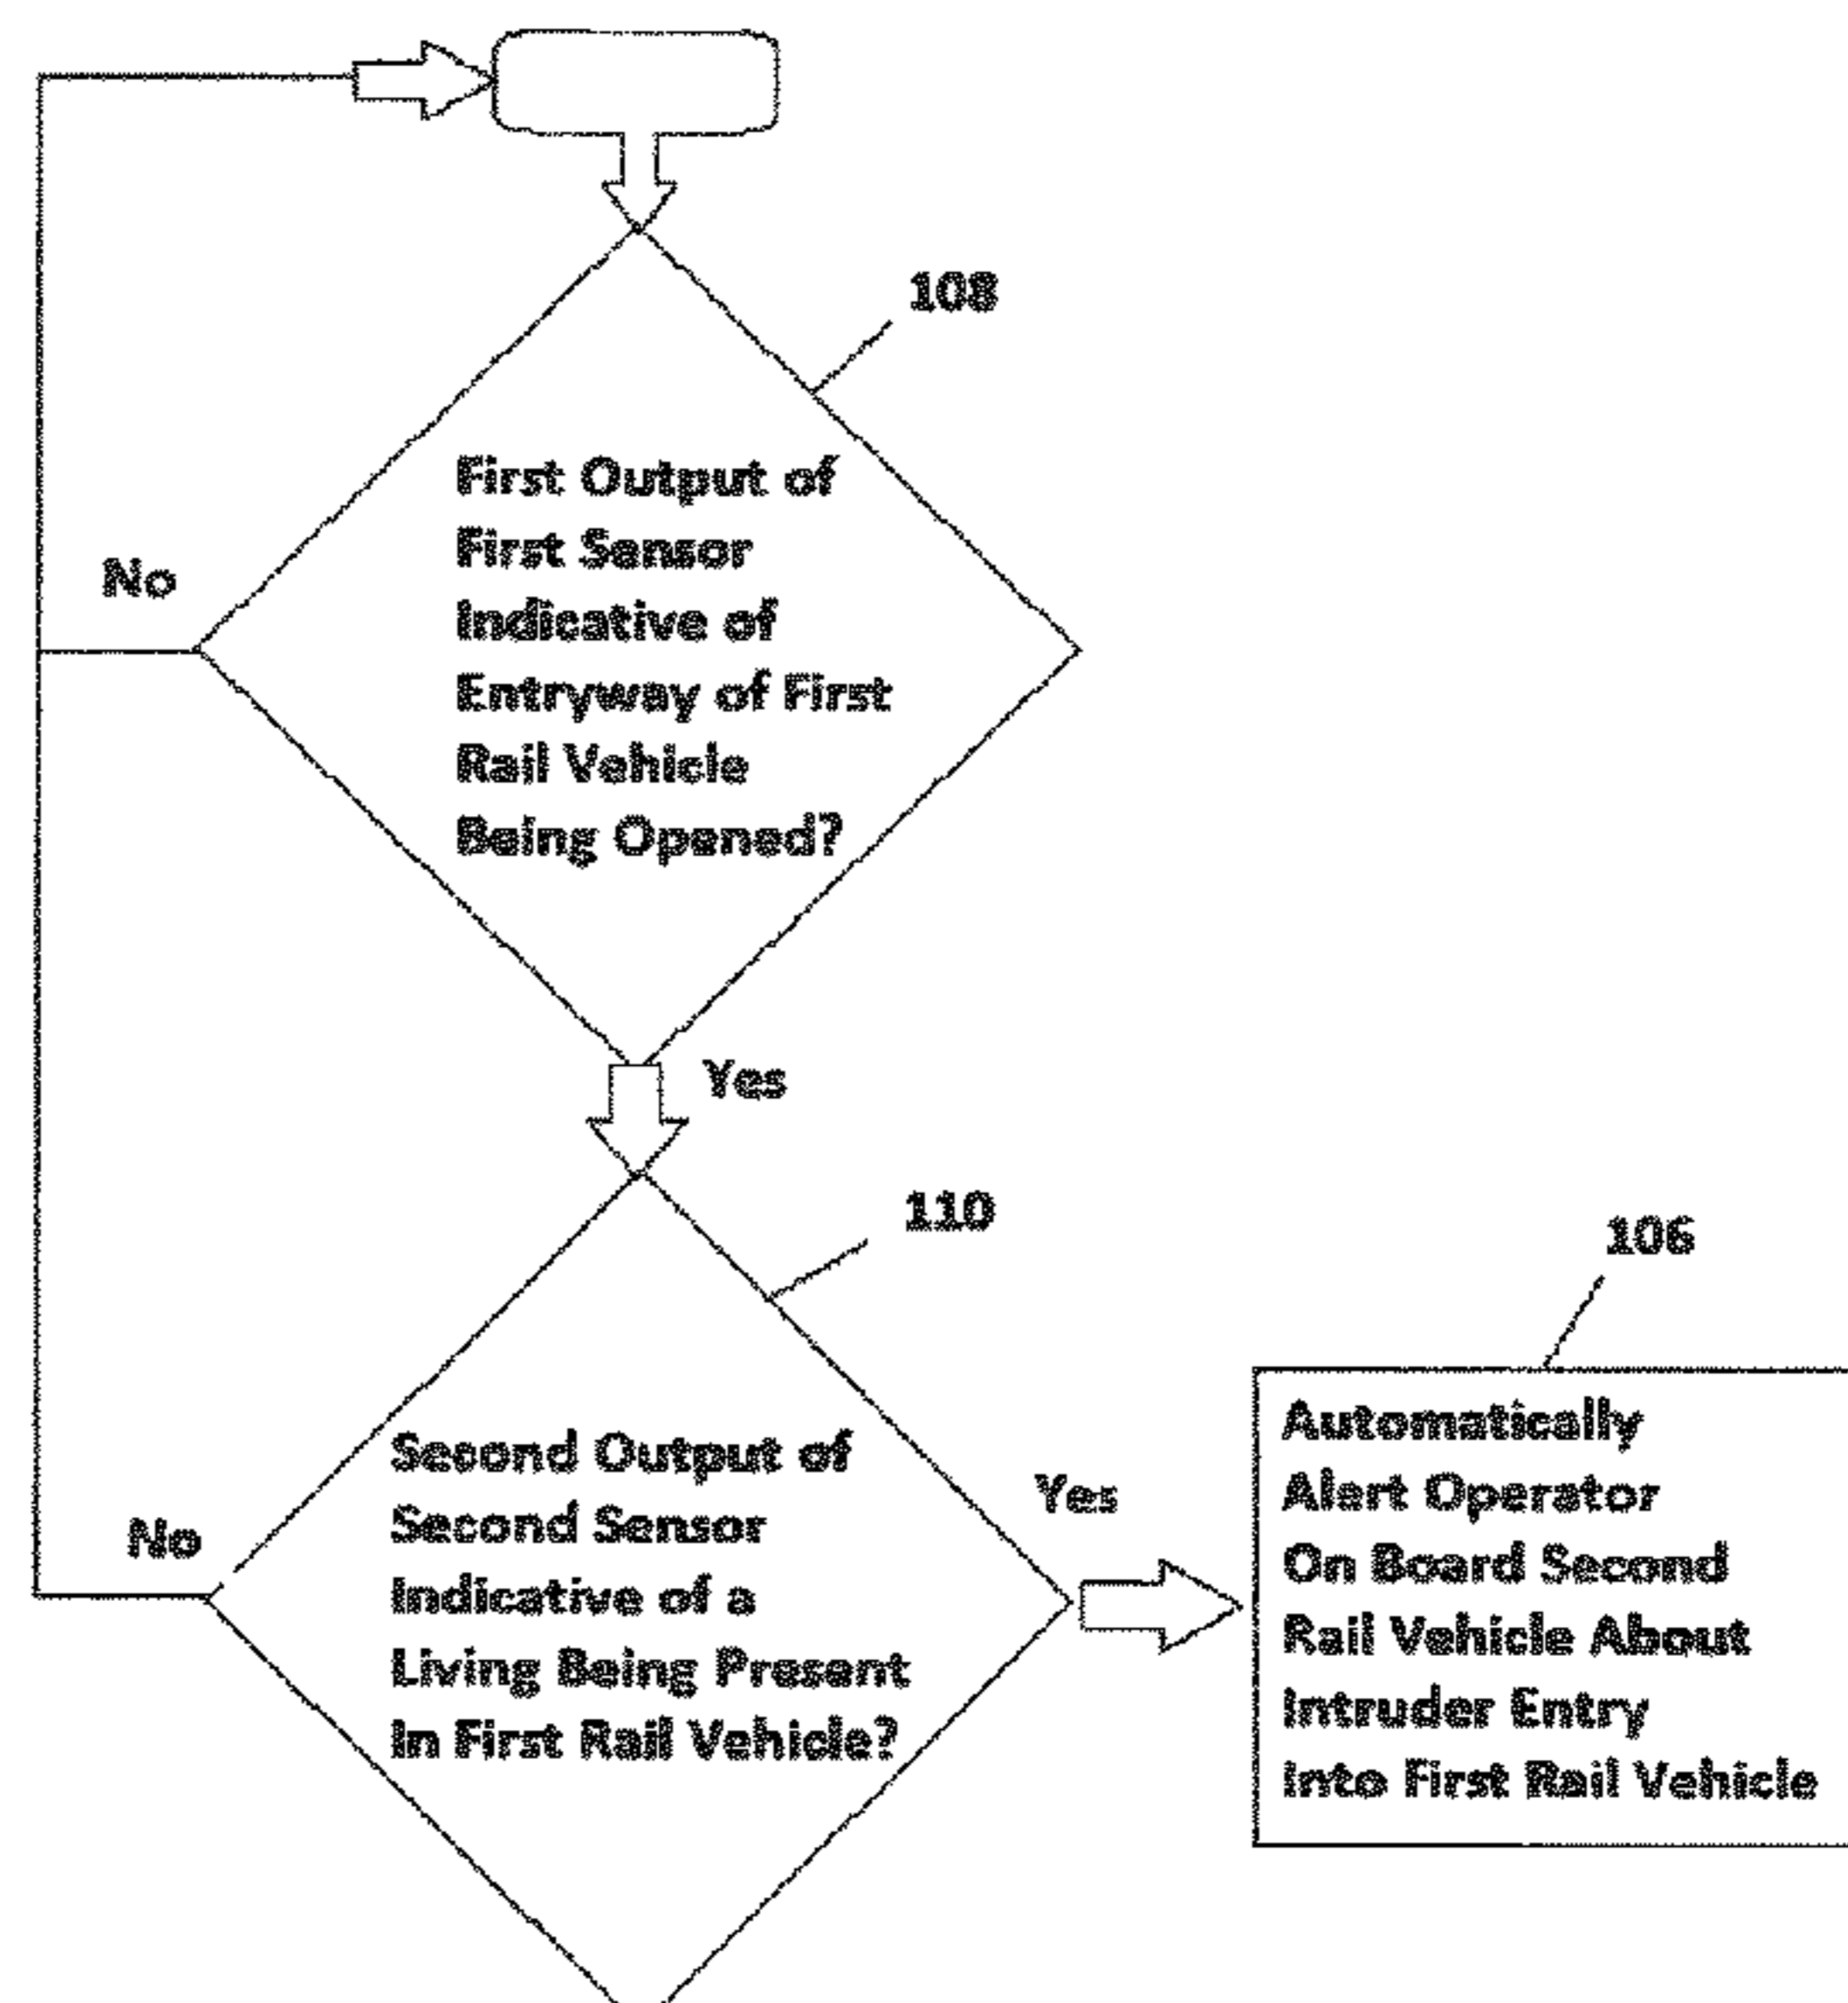 108
First Output of
First Sensor
Indicative of
Entryway of First
Rail Vehicle
Being Opened?
No
Yes
110
106
Second Output of
Second Sensor
Indicative of a
Living Being Present
In First Rail Vehicle?
No
Yes
Automatically
Alert Operator
On Board Second
Rail Vehicle About
Intruder Entry
Into First Rail Vehicle